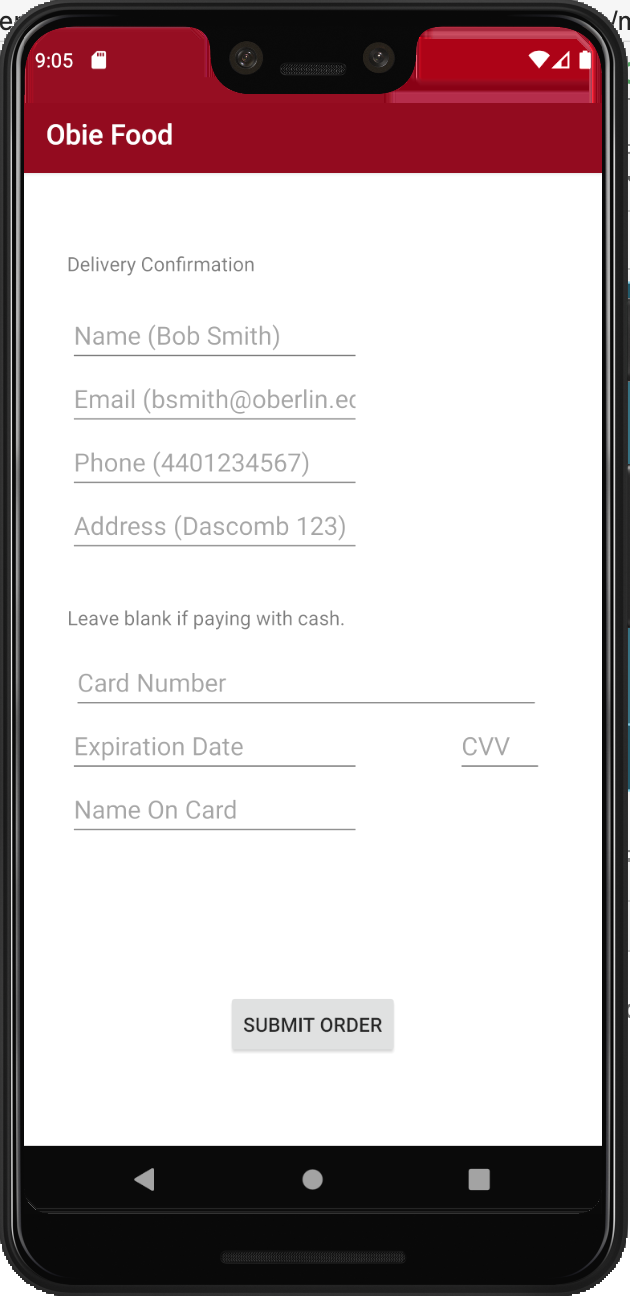 9:05
Obie Food
Delivery Confirmation
Name (Bob Smith)
Email (bsmith@oberlin.ec
Phone (4401234567)
Address (Dascomb 123)
Leave blank if paying with cash.
Card Number
Expiration Date CVV
Name On Card
SUBMIT ORDER